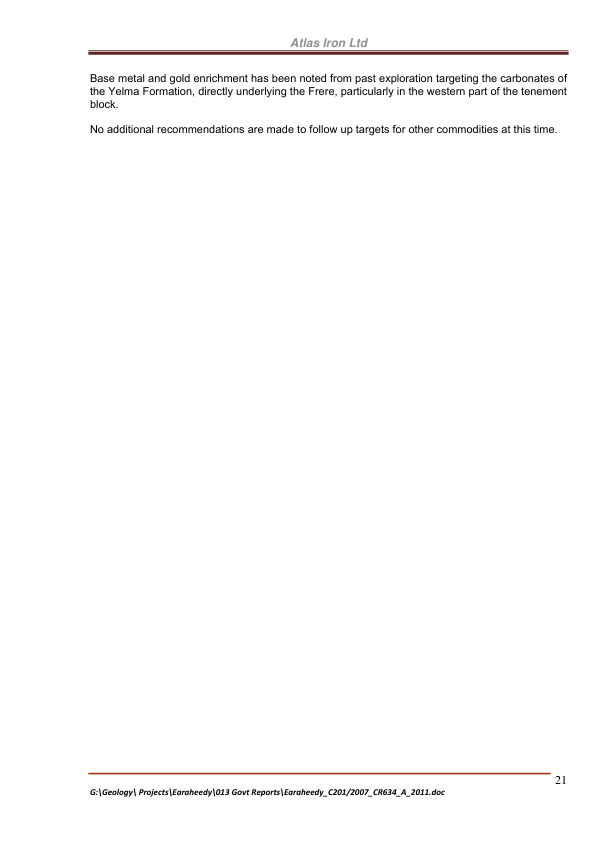 Atlas Iron Ltd
Base metal and gold enrichment has been noted from past exploration targeting the carbonates of
the Yelma Formation, directly underlying the Frere, particularly in the western part of the tenement
block.
No additional recommendations are made to follow up targets for other commodities at this time.
21
G:\Geology\ Projects\Earaheedy\013 Govt Reports\Earaheedy_C201/2007_CR634_A_2011.doc